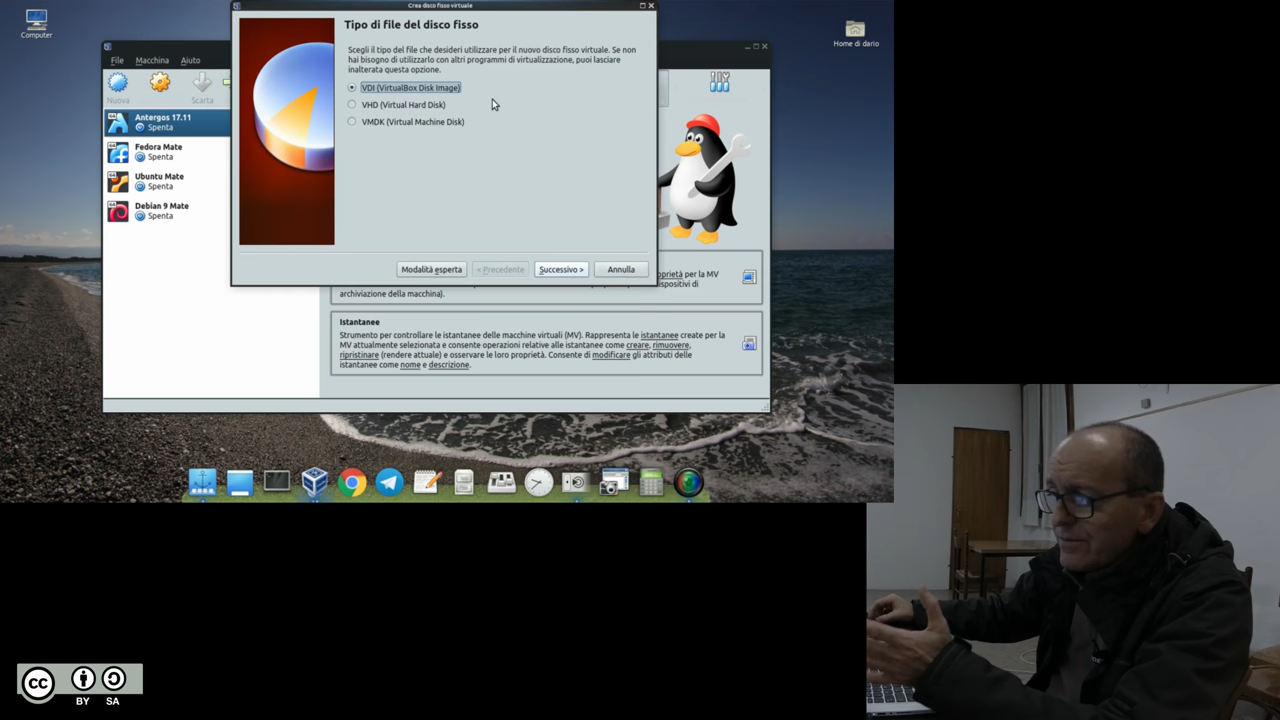 Computer
Home di dario
Crea disco fisso virtuale
Tipo di file del disco fisso
Scegli il tipo del file che desideri utilizzare per il nuovo disco fisso virtuale. Se non
hai bisogno di utilizzarlo con altri programmi di virtualizzazione, puoi lasciare
inalterata questa opzione.
VDI (VirtualBox Disk Image)
VHD (Virtual Hard Disk)
VMDK (Virtual Machine Disk)
Modalità esperta
< Precedente
Successivo >
Annulla
File Macchina Aiuto
Nuova
Scarta
Antergos 17.11
Spenta
Fedora Mate
Spenta
Ubuntu Mate
Spenta
Debian 9 Mate
Spenta
per la MV
archiviazione della macchina).
Istantanee
Strumento per controllare le istantanee delle macchine virtuali (MV). Rappresenta le istantanee create per la
MV attualmente selezionata e consente operazioni relative alle istantanee come creare, rimuovere,
ripristinare (rendere attuale) e osservare le loro proprietà. Consente di modificare gli attributi delle
istantanee come nome e descrizione.
cc
BY SA